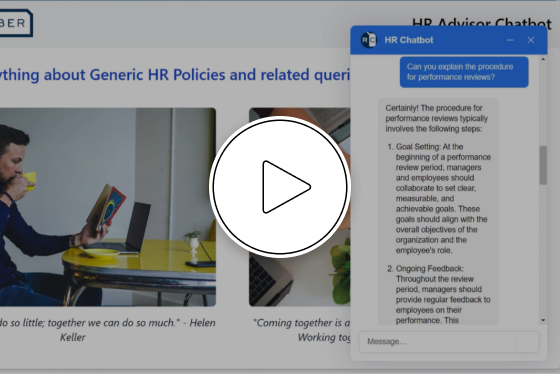 BER
HR Advisor Chatbot
HR Chatbot
ything about Generic HR Policies and related queri
Can you explain the procedure
for performance reviews?
Certainly! The procedure for
performance reviews typically
involves the following steps:
1. Goal Setting: At the
beginning of a performance
review period, managers
and employees should
collaborate to set clear,
measurable, and
achievable goals. These
goals should align with the
overall objectives of the
organization and the
employee's role.
2. Ongoing Feedback:
Throughout the review
period, managers should
provide regular feedback to
employees on their
performance. This
do so little; together we can do so much." - Helen
Keller
"Coming together is a
Working tog
Message...